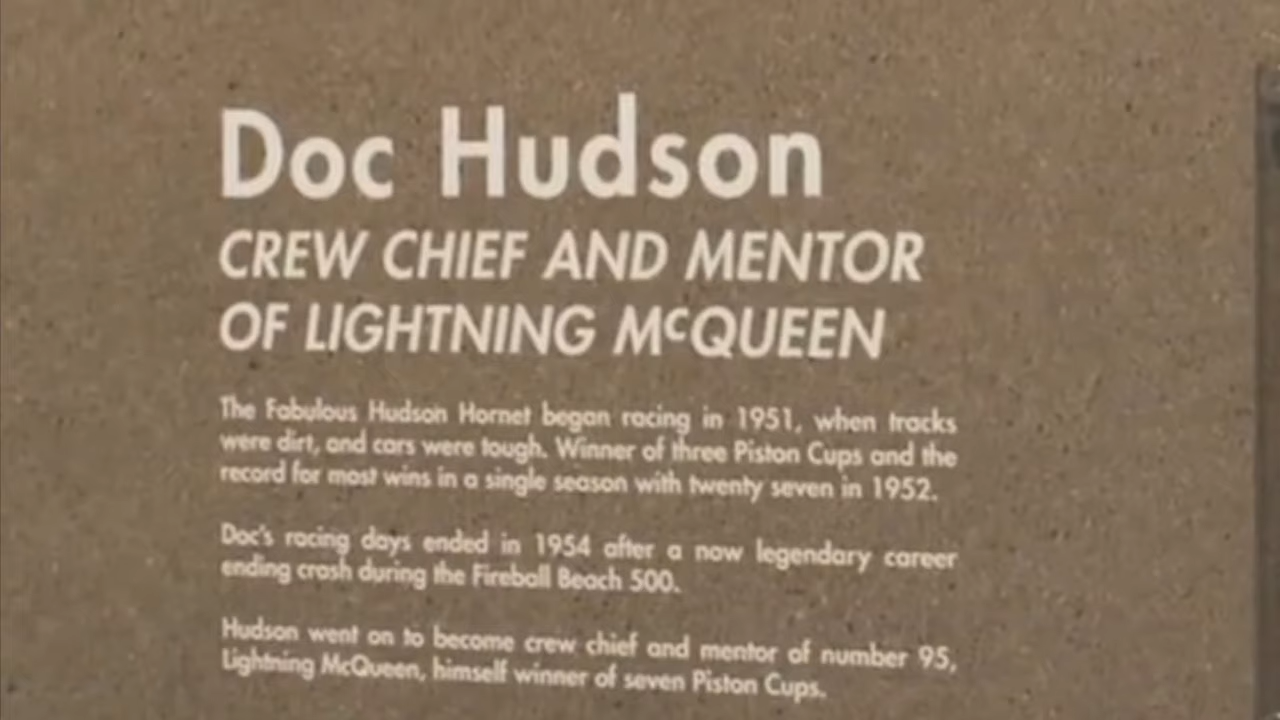 Doc Hudson
CREW CHIEF AND MENTOR
OF LIGHTNING McQUEEN
The Fabulous Hudson Hornet began racing in 1951, when tracks
were dirt, and cars were tough. Winner of three Piston Cups and the
record for most wins in a single season with twenty seven in 1952.
Doc's racing days ended in 1954 after a now legendary career
ending crash during the Fireball Beach 500.
Hudson went on to become crew chief and mentor of number 95,
Lightning McQueen, himself winner of seven Piston Cups.